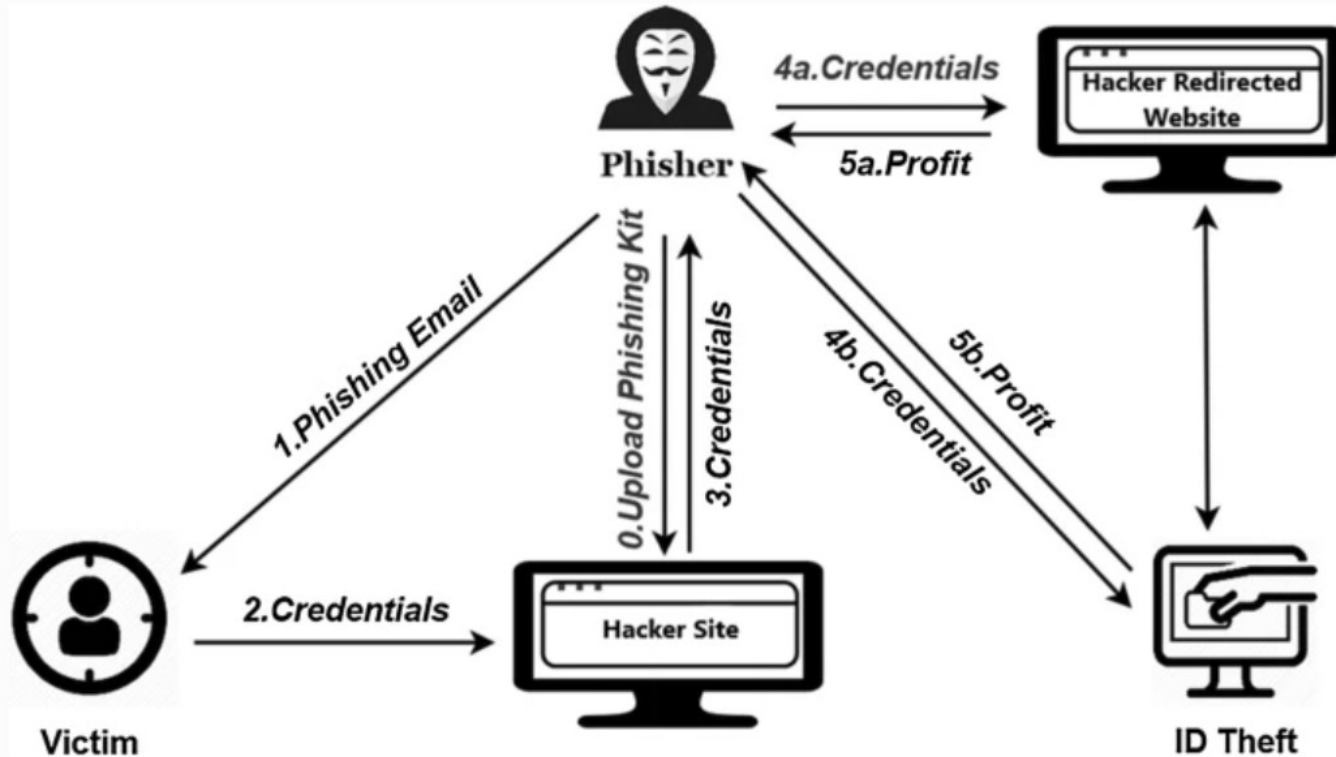 4a.Credentials
Hacker Redirected
Website
5a.Profit
Phisher
1.Phishing Email
0.Upload Phishing Kit
3.Credentials
4b.Credentials
5b.Profit
2.Credentials
Hacker Site
Victim
ID Theft